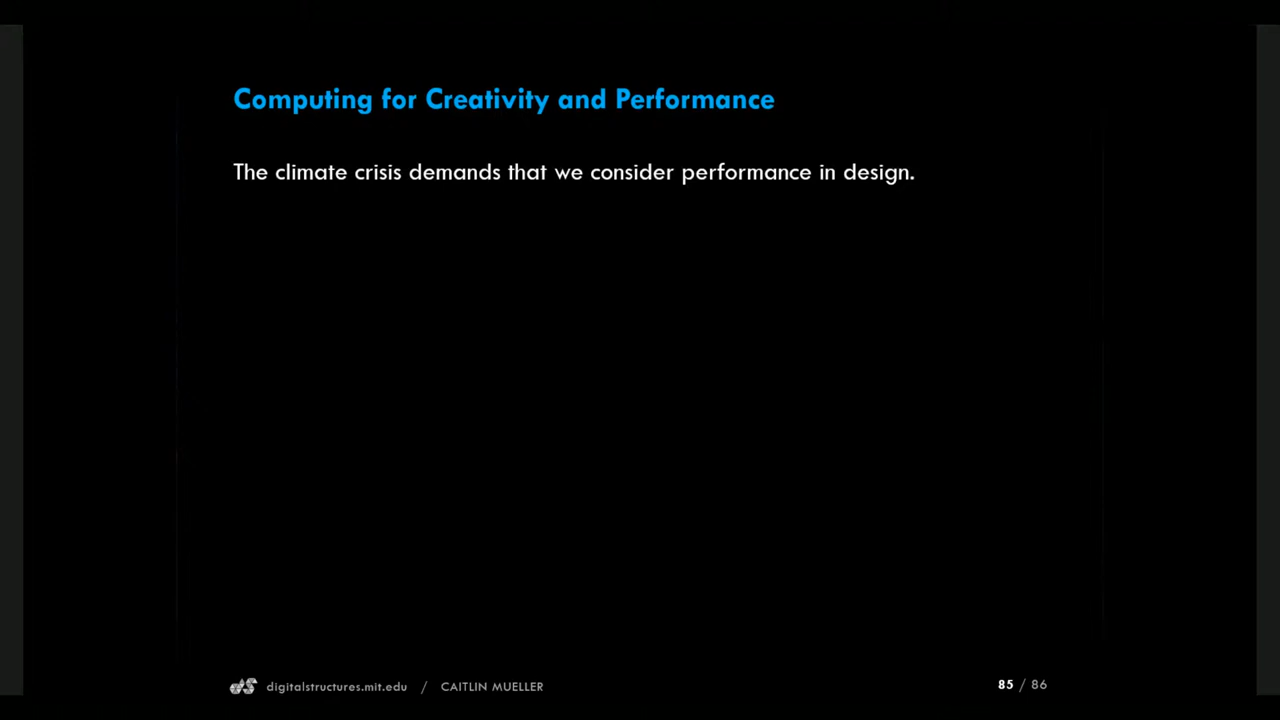 Computing for Creativity and Performance
The climate crisis demands that we consider performance in design.
digitalstructures.mit.edu / CAITLIN MUELLER
85 / 86